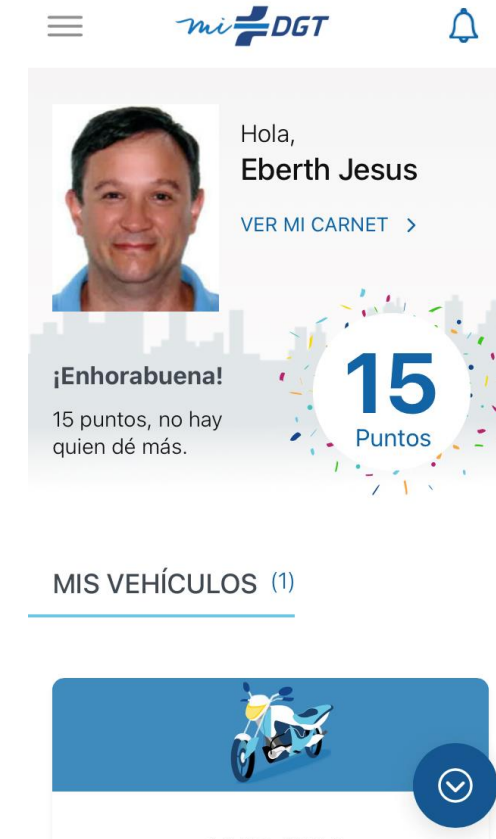 mi DGT
Hola,
Eberth Jesus
VER MI CARNET
¡Enhorabuena!
15 puntos, no hay
quien dé más.
15
Puntos
MIS VEHÍCULOS (1)